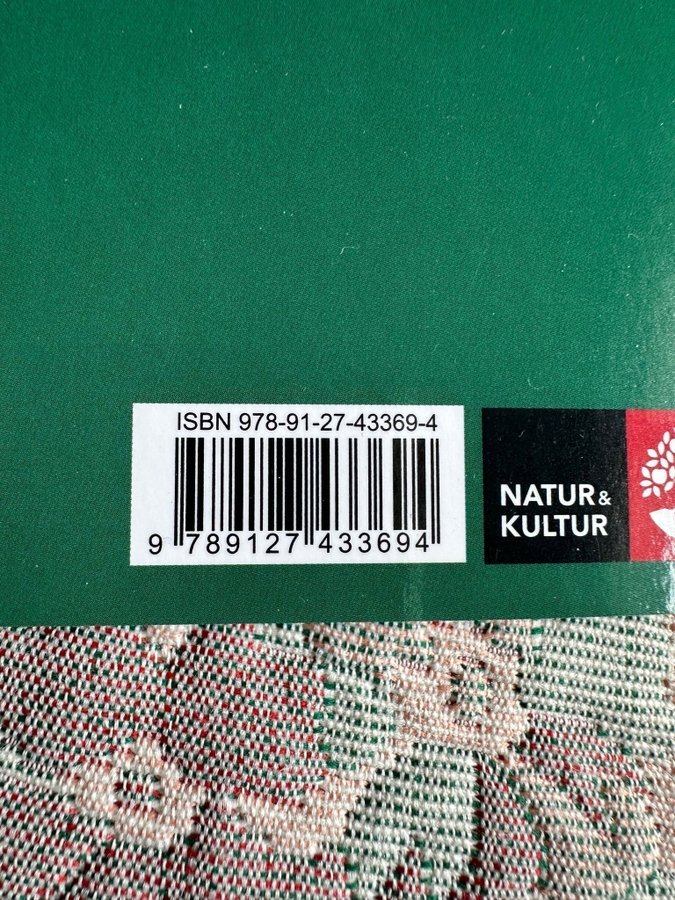 ISBN 978-91-27-43369-4
9 789127 433694
NATUR &
KULTUR